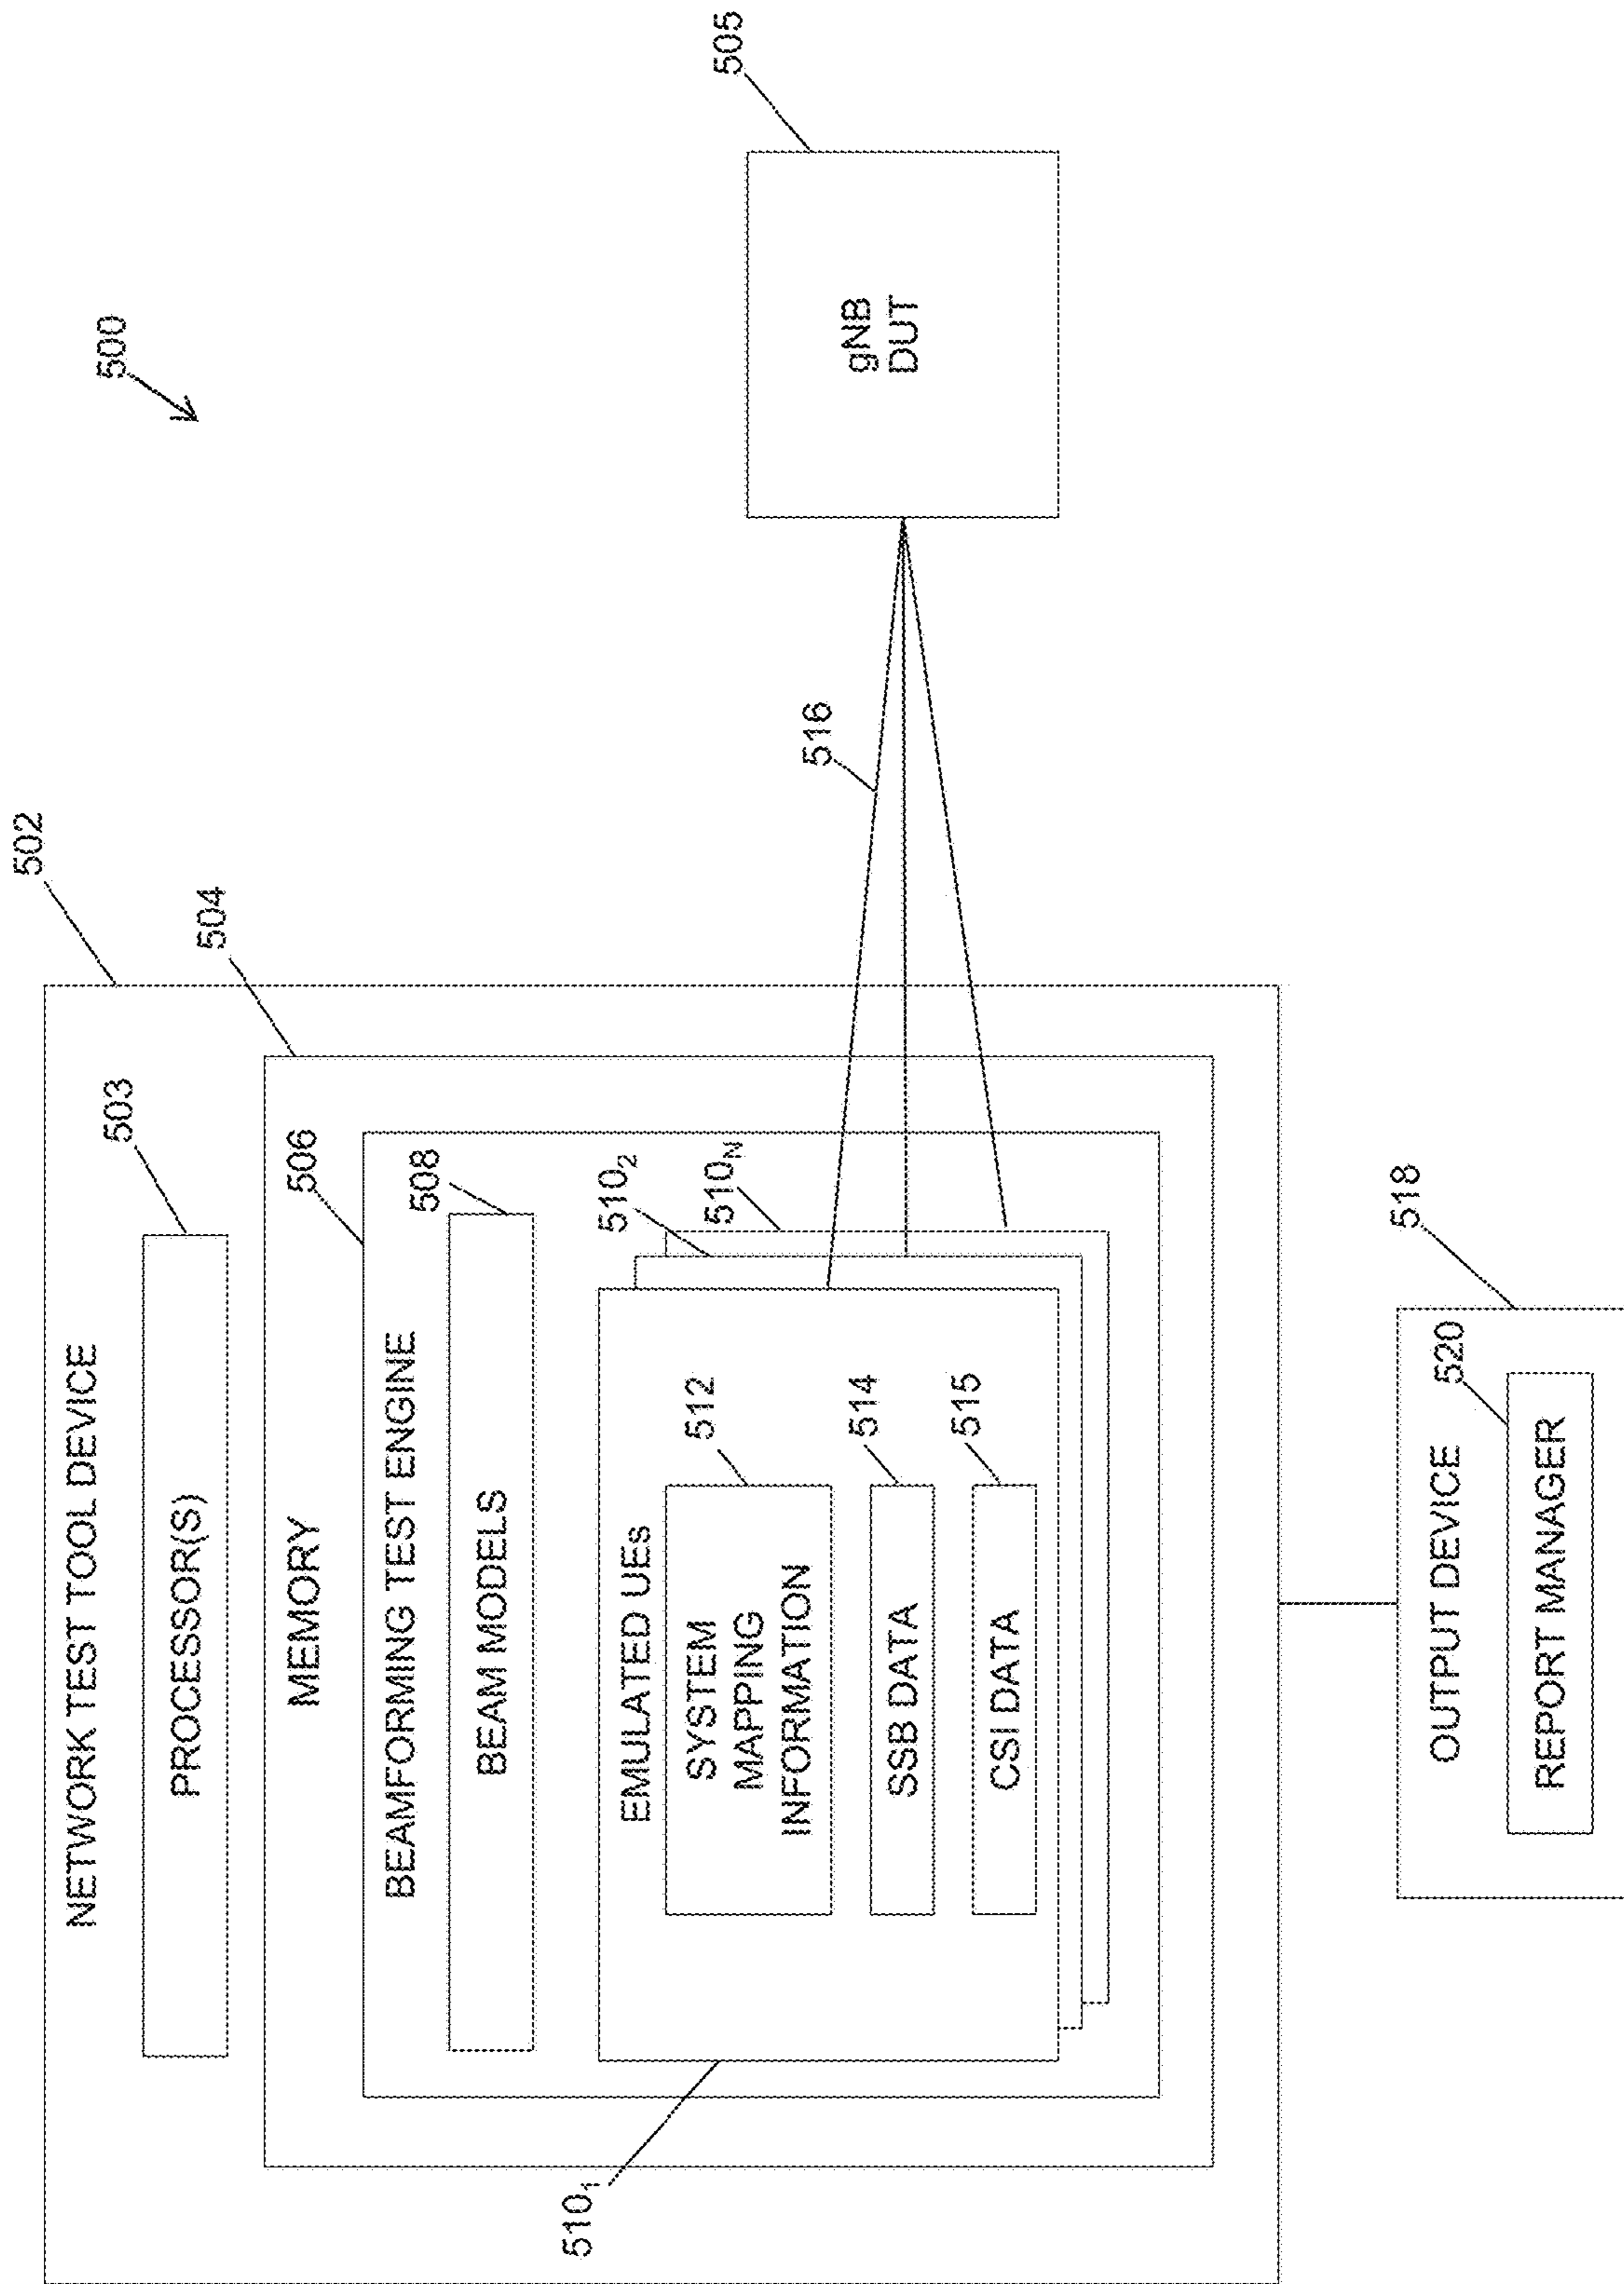 500
502
NETWORK TEST TOOL DEVICE
503
PROCESSOR(S)
504
MEMORY
506
BEAMFORMING TEST ENGINE
508
BEAM MODELS
510₁
510₂
510N
EMULATED UEs
512
SYSTEM
MAPPING
INFORMATION
514
SSB DATA
515
CSI DATA
516
505
gNB
DUT
518
OUTPUT DEVICE
520
REPORT MANAGER